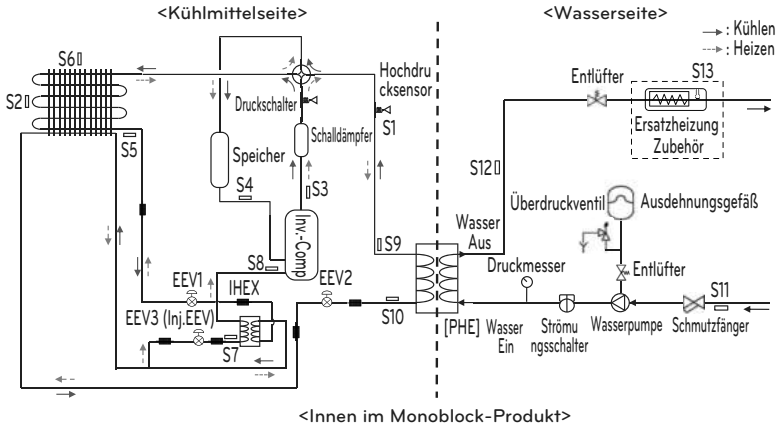 <Kühlmittelseite>
<Wasserseite>
: Kühlen
: Heizen
S6
S2
S5
Druckschalter
Hochdru
cksensor
S1
Schalldämpfer
Speicher
S4
S3
Entlüfter
S13
Ersatzheizung
Zubehör
S12
Überdruckventil
Ausdehnungsgefäß
Wasser
Aus
S9
S8
Inv.-Comp
EEV1
IHEX
EEV2
EEV3 (Inj.EEV)
S7
S10
Druckmesser
Entlüfter
S11
[PHE]
Wasser
Ein
Strömu
ngsschalter
Wasserpumpe
Schmutzfänger
<Innen im Monoblock-Produkt>